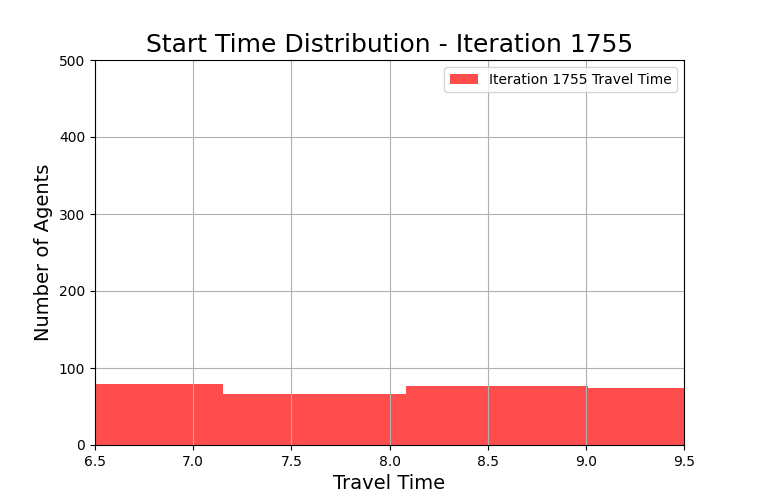 Start Time Distribution - Iteration 1755
500
Iteration 1755 Travel Time
400
300
200
100
0
Number of Agents
6.5 7.0 7.5 8.0 8.5 9.0 9.5
Travel Time